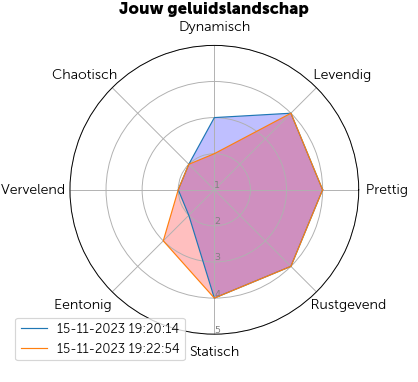 Jouw geluidslandschap
Dynamisch
Chaotisch
Levendig
Vervelend
Prettig
1
2
3
4
5
Eentonig
Rustgevend
Statisch
15-11-2023 19:20:14
15-11-2023 19:22:54